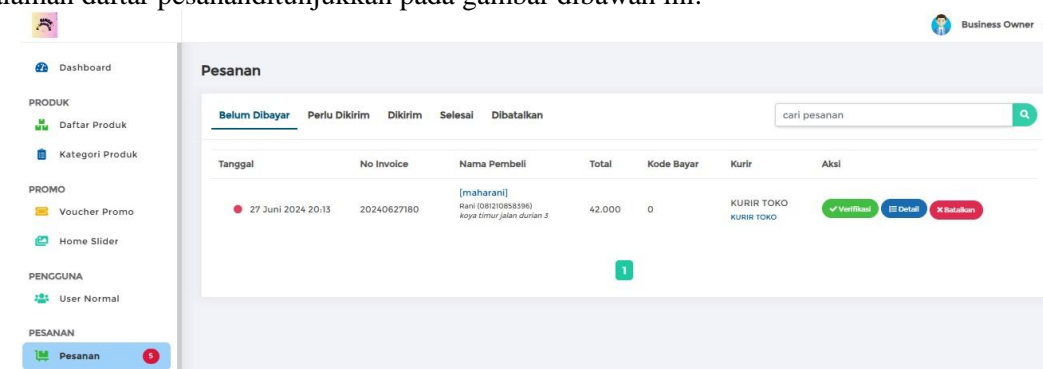 halaman daftar pesananditunjukkan pada gambar dibawah ini:
Business Owner
Dashboard
Pesanan
PRODUK
Daftar Produk
Kategori Produk
PROMO
Voucher Promo
Home Slider
PENGGUNA
User Normal
PESANAN
Pesanan 5
Belum Dibayar Perlu Dikirim Dikirim Selesai Dibatalkan
cari pesanan
Tanggal No Invoice Nama Pembeli Total Kode Bayar Kurir Aksi
[maharani]
27 Juni 2024 20:13 20240627180 Rani (081210858396) 42.000 0 KURIR TOKO Verifikasi Detail Batalkan
koya timur jalan durian 3 KURIR TOKO
1